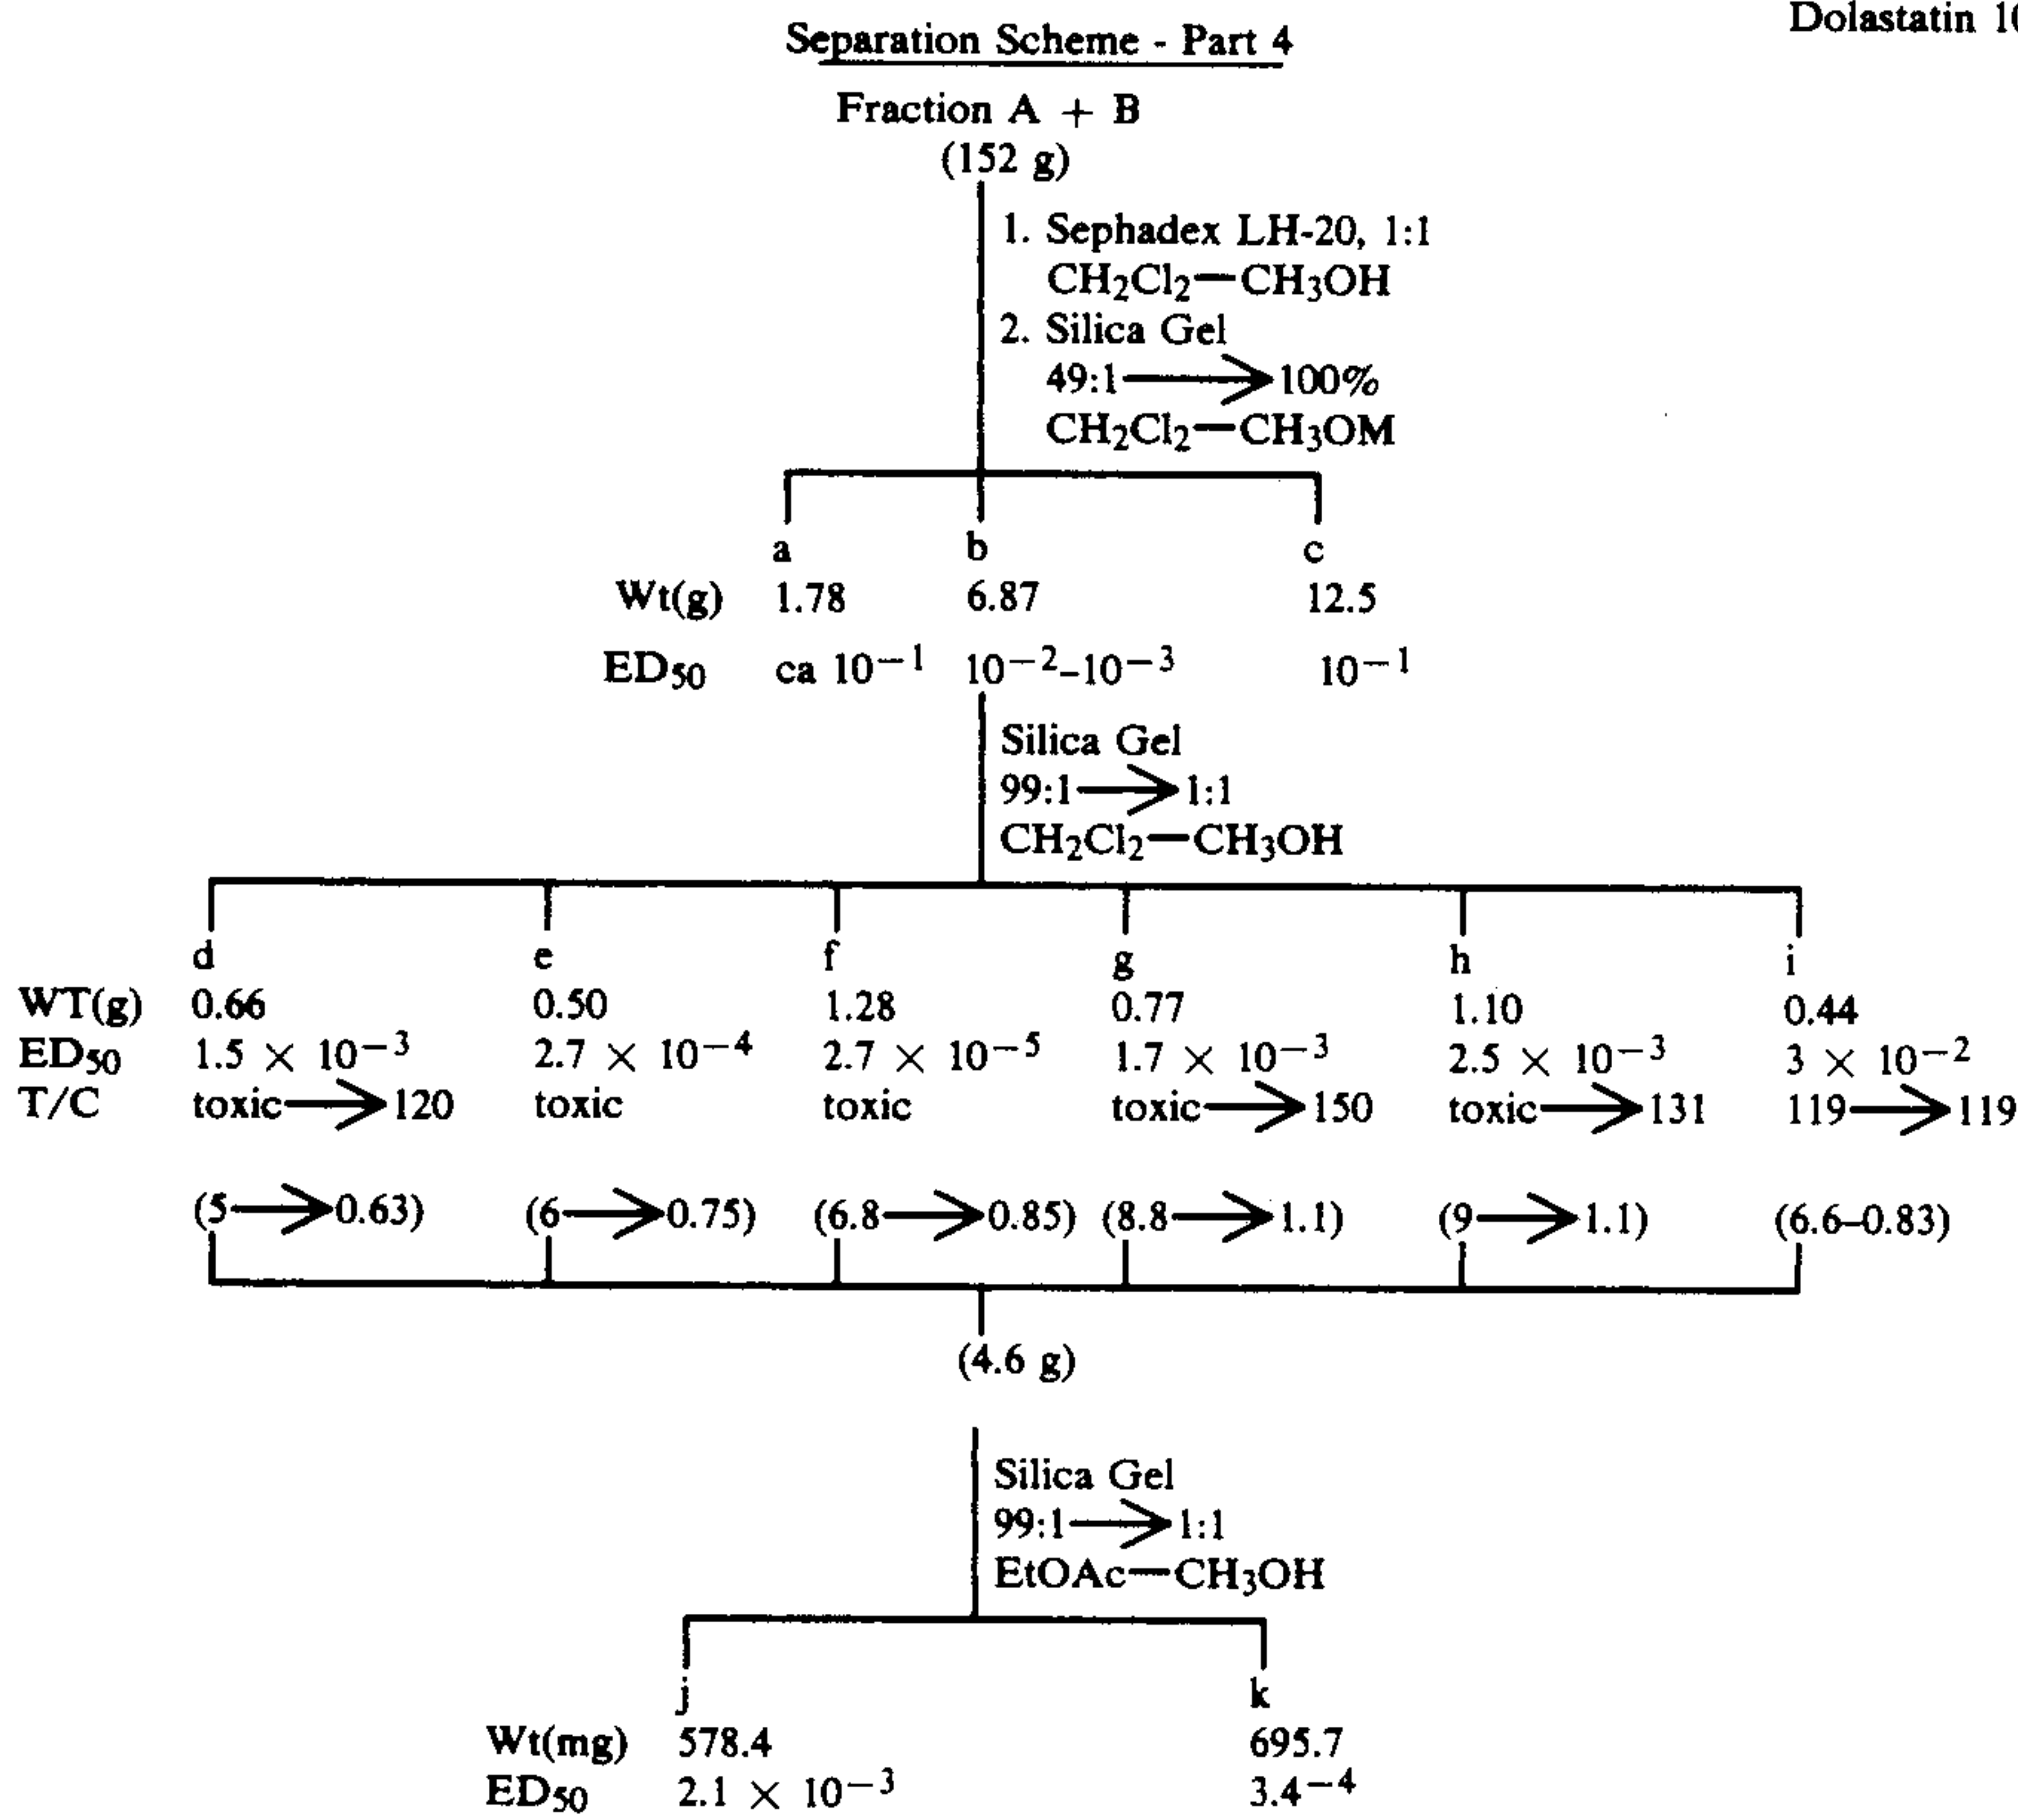 Dolastatin 10
Separation Scheme - Part 4
Fraction A + B
(152 g)
1. Sephadex LH-20, 1:1
CH2Cl2—CH3OH
2. Silica Gel
49:1→100%
CH2Cl2—CH3OM
a b c
Wt(g) 1.78 6.87 12.5
ED50 ca 10−1 10−2–10−3 10−1
Silica Gel
99:1→1:1
CH2Cl2—CH3OH
d e f g h i
WT(g) 0.66 0.50 1.28 0.77 1.10 0.44
ED50 1.5 × 10−3 2.7 × 10−4 2.7 × 10−5 1.7 × 10−3 2.5 × 10−3 3 × 10−2
T/C toxic→120 toxic toxic toxic→150 toxic→131 119→119
(5→0.63) (6→0.75) (6.8→0.85) (8.8→1.1) (9→1.1) (6.6–0.83)
(4.6 g)
Silica Gel
99:1→1:1
EtOAc—CH3OH
j k
Wt(mg) 578.4 695.7
ED50 2.1 × 10−3 3.4−4